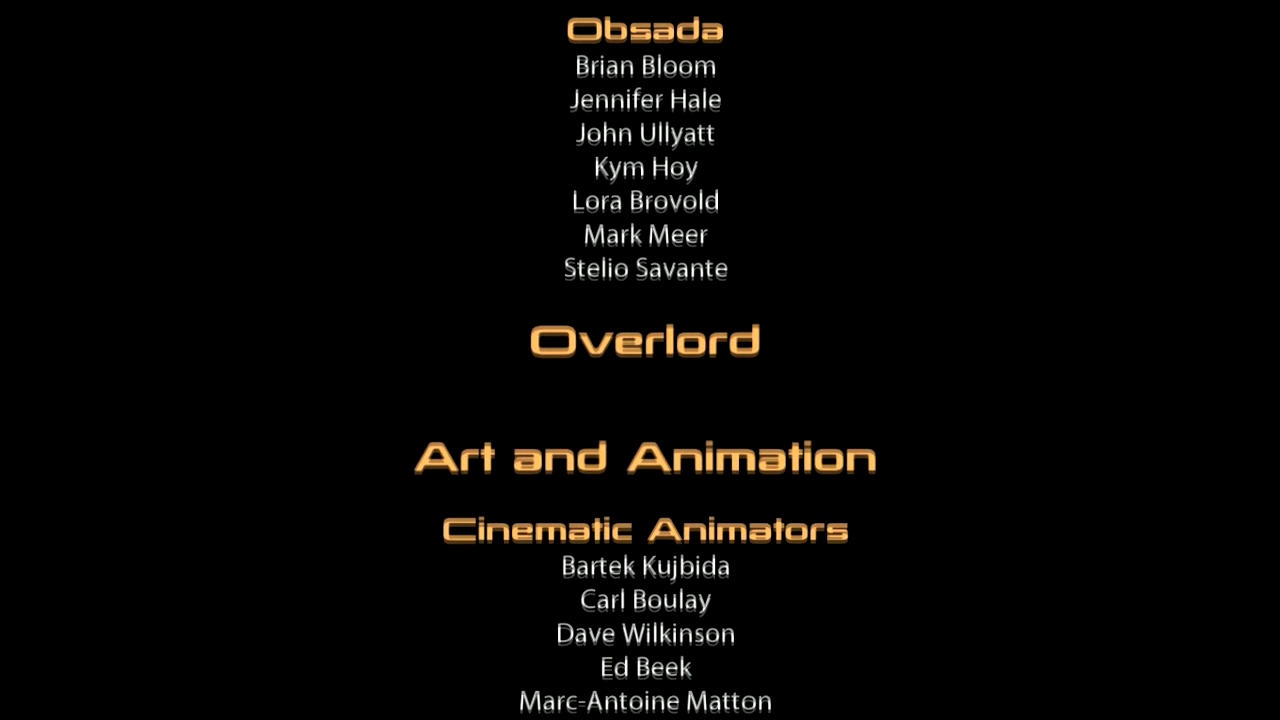 Obsada
Brian Bloom
Jennifer Hale
John Ullyatt
Kym Hoy
Lora Brovold
Mark Meer
Stelio Savante
Overlord
Art and Animation
Cinematic Animators
Bartek Kujbida
Carl Boulay
Dave Wilkinson
Ed Beek
Marc-Antoine Matton